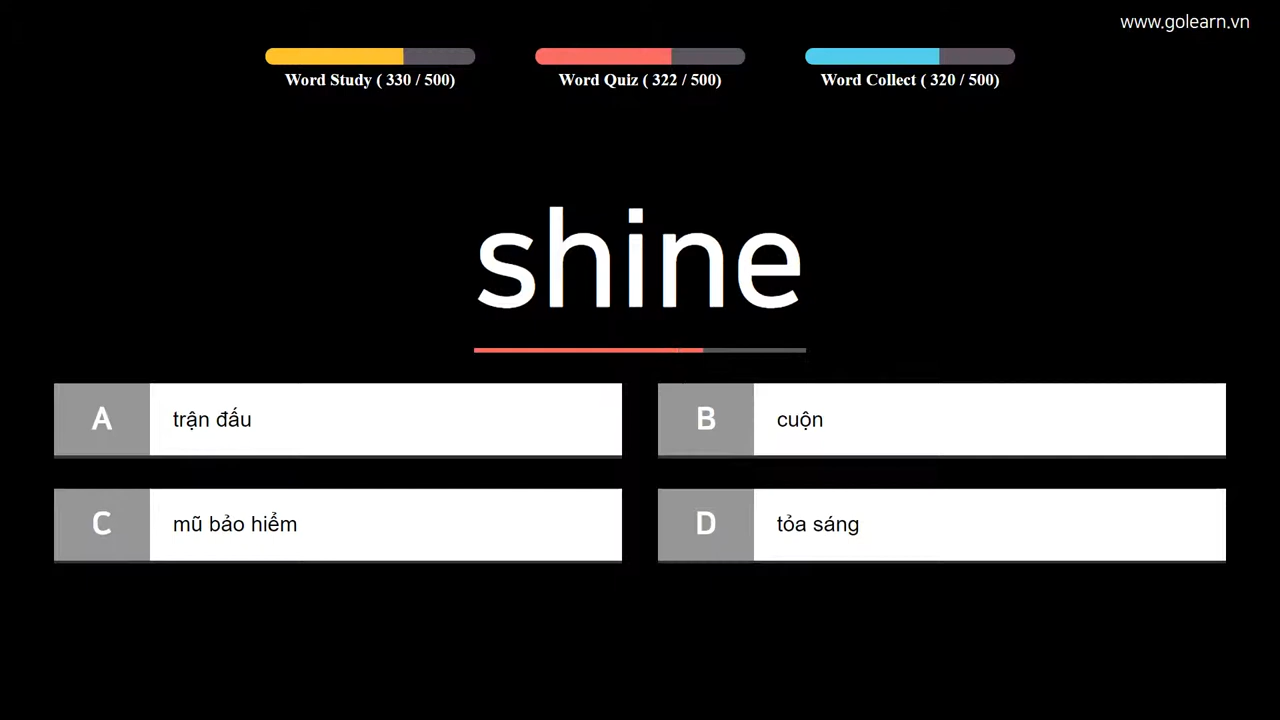 www.golearn.vn
Word Study ( 330 / 500)
Word Quiz ( 322 / 500)
Word Collect ( 320 / 500)
shine
A trận đấu
B cuộn
C mũ bảo hiểm
D tỏa sáng